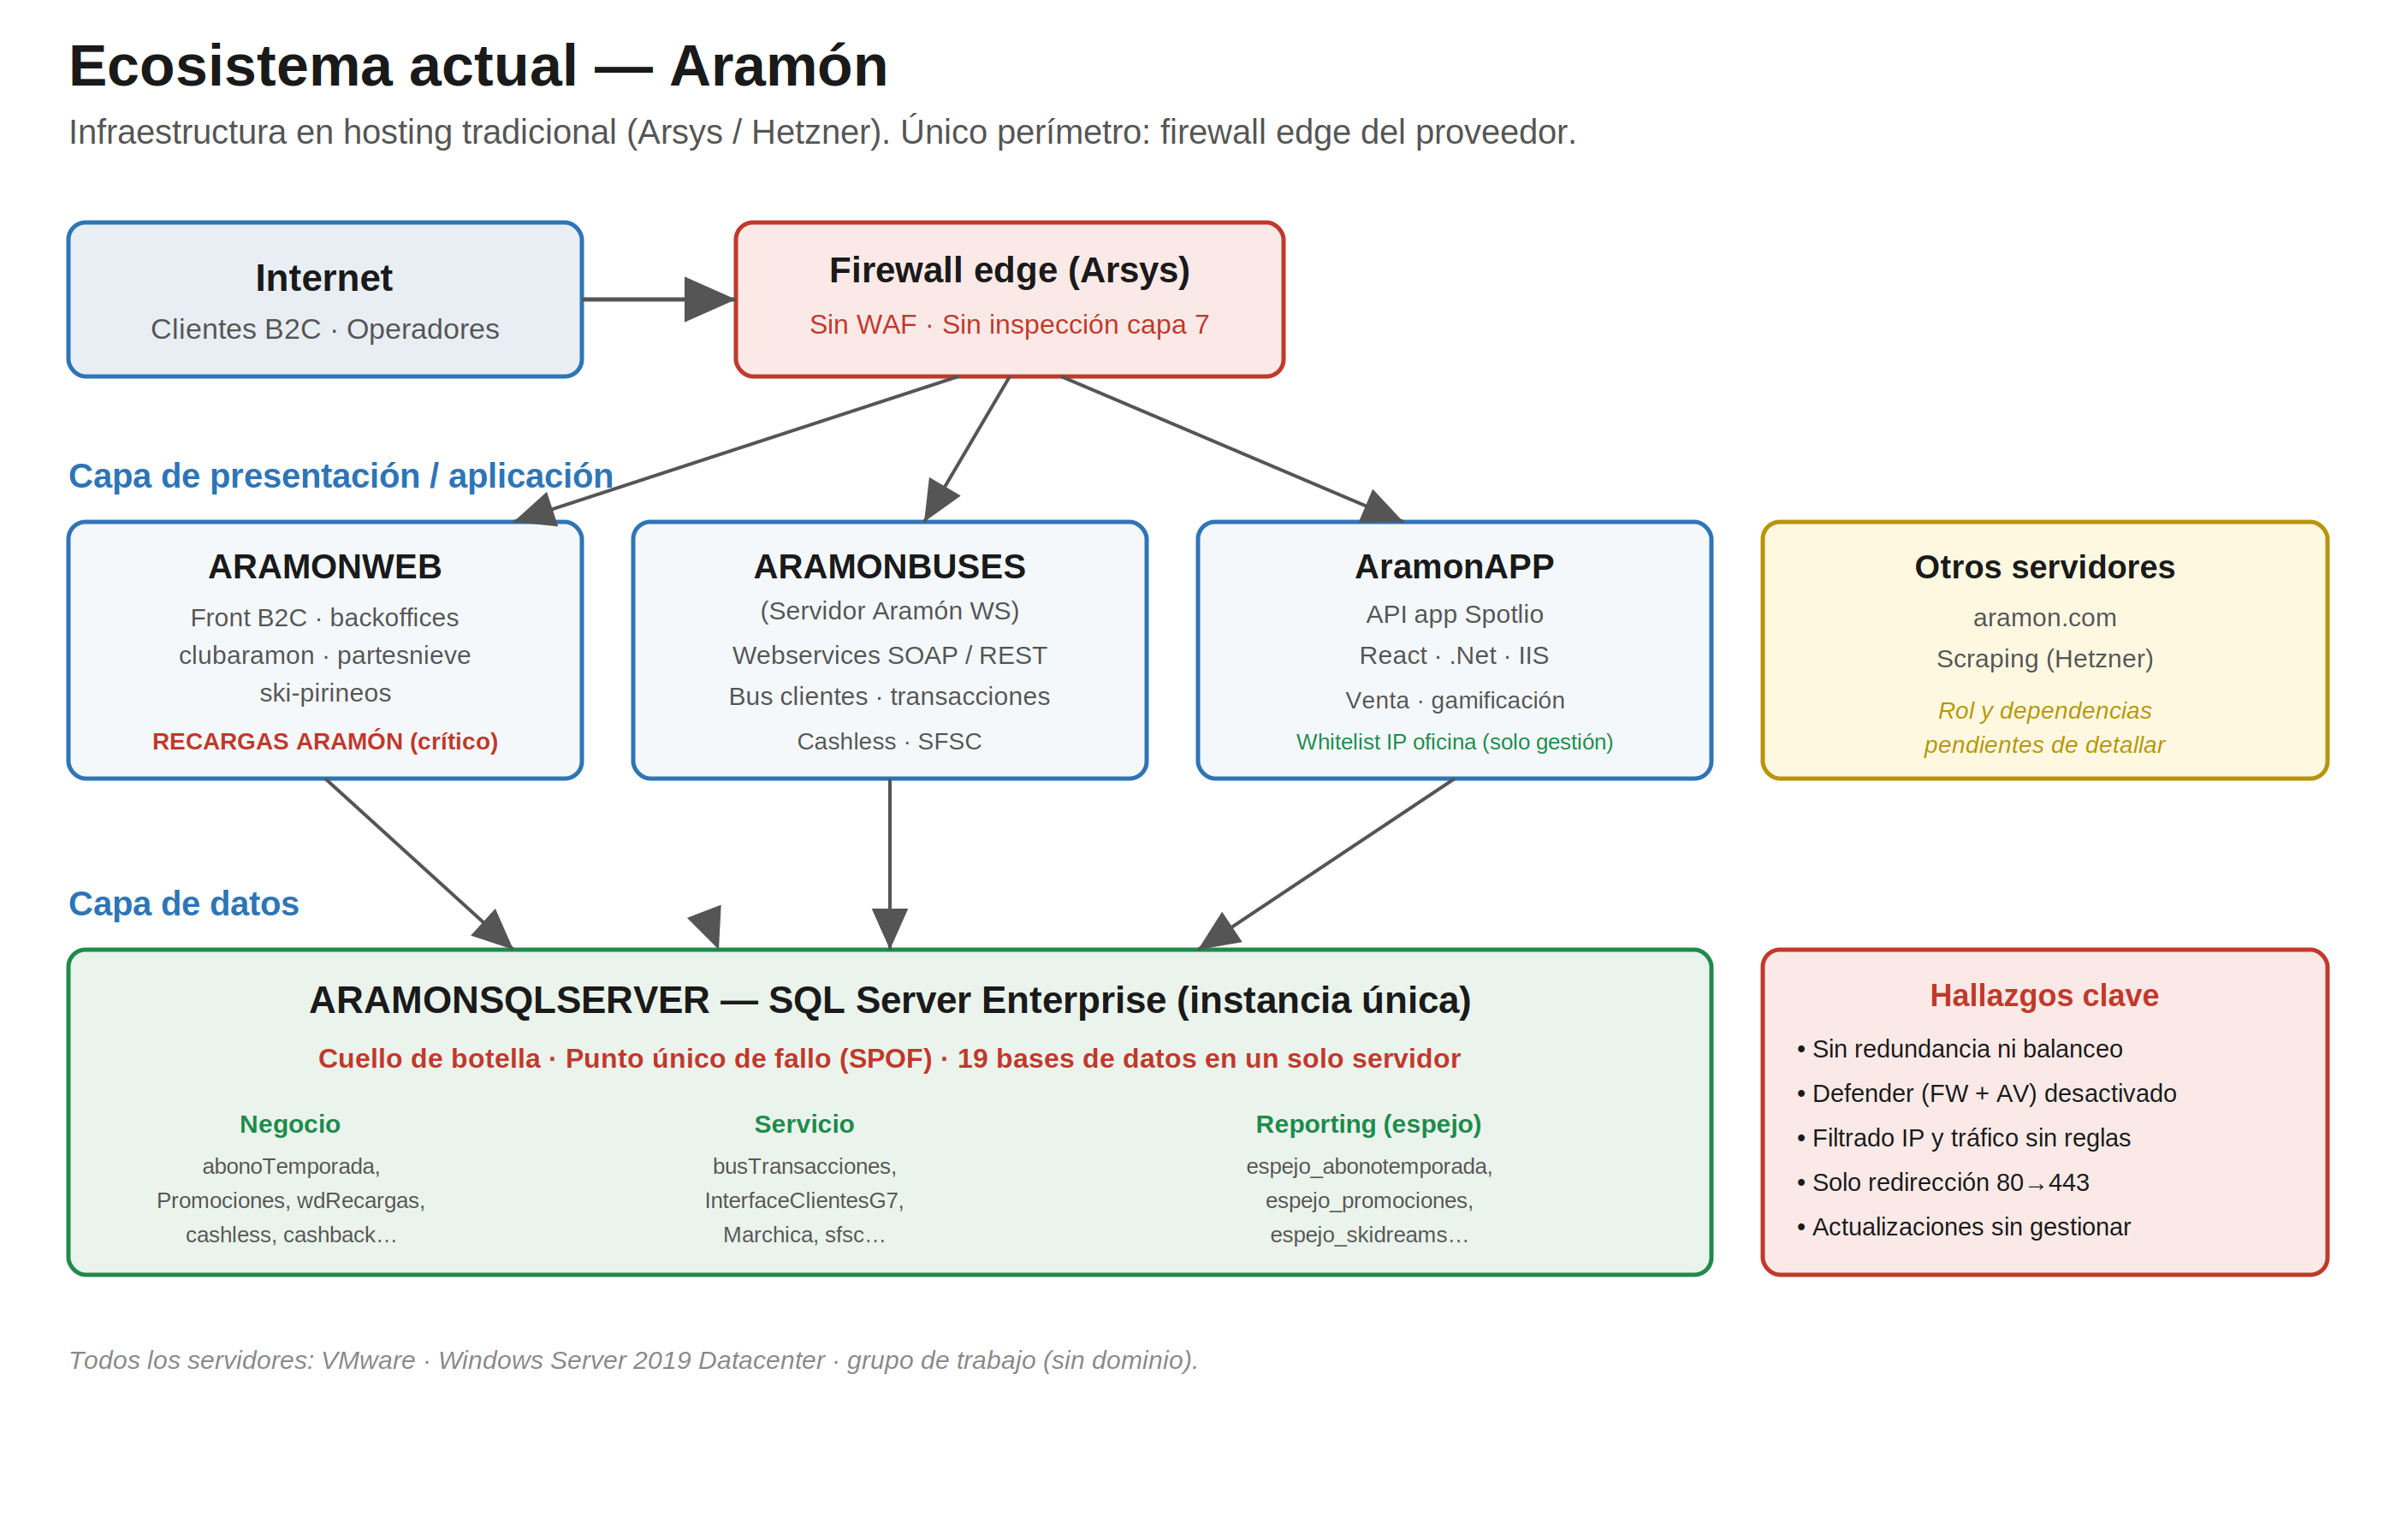 Ecosistema actual — Aramón
Infraestructura en hosting tradicional (Arsys / Hetzner). Único perímetro: firewall edge del proveedor.
Internet
Clientes B2C · Operadores
Firewall edge (Arsys)
Sin WAF · Sin inspección capa 7
Capa de presentación / aplicación
ARAMONWEB
Front B2C · backoffices
clubaramon · partesnieve
ski-pirineos
RECARGAS ARAMÓN (crítico)
ARAMONBUSES
(Servidor Aramón WS)
Webservices SOAP / REST
Bus clientes · transacciones
Cashless · SFSC
AramonAPP
API app Spotlio
React · .Net · IIS
Venta · gamificación
Whitelist IP oficina (solo gestión)
Otros servidores
aramon.com
Scraping (Hetzner)
Rol y dependencias
pendientes de detallar
Capa de datos
ARAMONSQLSERVER — SQL Server Enterprise (instancia única)
Cuello de botella · Punto único de fallo (SPOF) · 19 bases de datos en un solo servidor
Negocio
abonoTemporada,
Promociones, wdRecargas,
cashless, cashback…
Servicio
busTransacciones,
InterfaceClientesG7,
Marchica, sfsc…
Reporting (espejo)
espejo_abonotemporada,
espejo_promociones,
espejo_skidreams…
Hallazgos clave
• Sin redundancia ni balanceo
• Defender (FW + AV) desactivado
• Filtrado IP y tráfico sin reglas
• Solo redirección 80→443
• Actualizaciones sin gestionar
Todos los servidores: VMware · Windows Server 2019 Datacenter · grupo de trabajo (sin dominio).